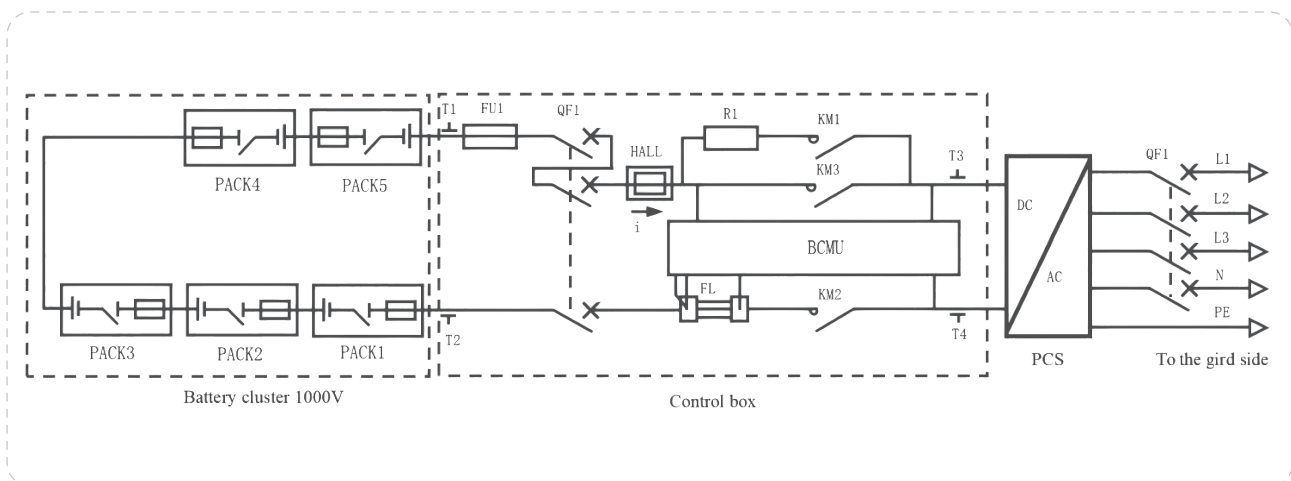 T1
FU1
QF1
R1
KM1
HALL
KM3
T3
QF1
L1
PACK4
PACK5
i
DC
L2
BCMU
L3
AC
FL
KM2
N
T2
T4
PE
PACK3
PACK2
PACK1
PCS
To the gird side
Battery cluster 1000V
Control box